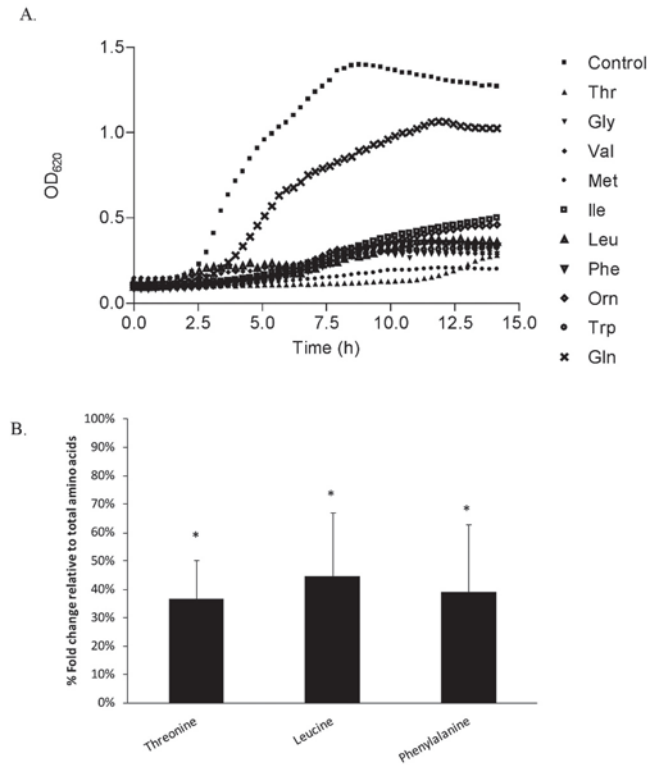 A.
1.5
1.0
0.5
0.0
OD620
0.0 2.5 5.0 7.5 10.0 12.5 15.0
Time (h)
Control
Thr
Gly
Val
Met
Ile
Leu
Phe
Orn
Trp
Gln
B.
% Fold change relative to total amino acids
100%
90%
80%
70%
60%
50%
40%
30%
20%
10%
0%
*
*
*
Threonine
Leucine
Phenylalanine